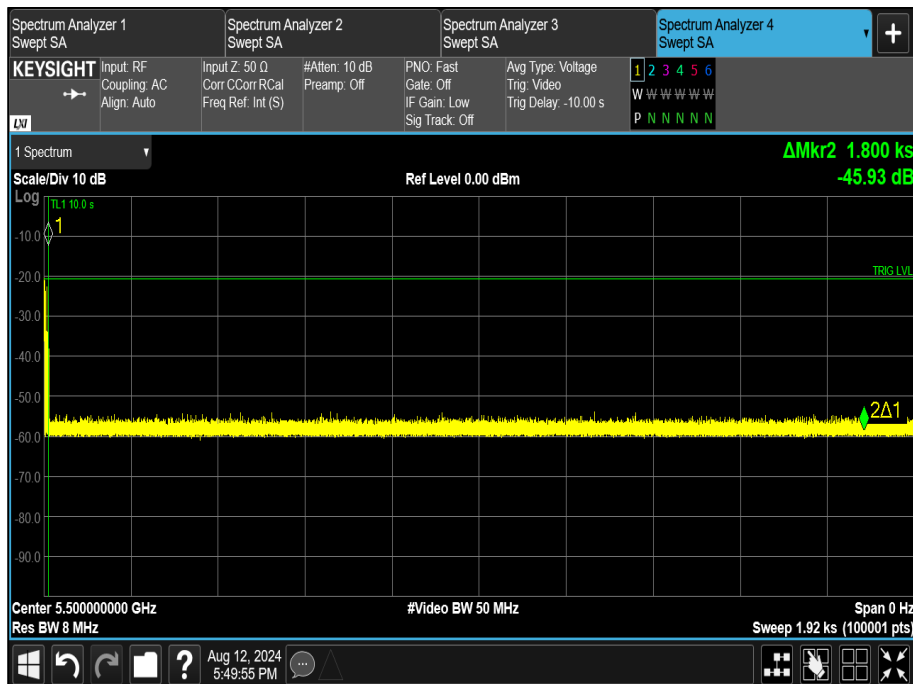 Spectrum Analyzer 1
Swept SA
Spectrum Analyzer 2
Swept SA
Spectrum Analyzer 3
Swept SA
Spectrum Analyzer 4
Swept SA
▼
+
KEYSIGHT
LXI
Input: RF
Coupling: AC
Align: Auto
Input Z: 50 Ω
Corr CCorr RCal
Freq Ref: Int (S)
#Atten: 10 dB
Preamp: Off
PNO: Fast
Gate: Off
IF Gain: Low
Sig Track: Off
Avg Type: Voltage
Trig: Video
Trig Delay: -10.00 s
1 2 3 4 5 6
W W W W W W
P N N N N N
1 Spectrum ▼
ΔMkr2 1.800 ks
-45.93 dB
Scale/Div 10 dB
Ref Level 0.00 dBm
Log
TL1 10.0 s
1
-10.0
-20.0
TRIG LVL
-30.0
-40.0
-50.0
2Δ1
-60.0
-70.0
-80.0
-90.0
Center 5.500000000 GHz
#Video BW 50 MHz
Span 0 Hz
Res BW 8 MHz
Sweep 1.92 ks (100001 pts)
?
Aug 12, 2024
5:49:55 PM
...